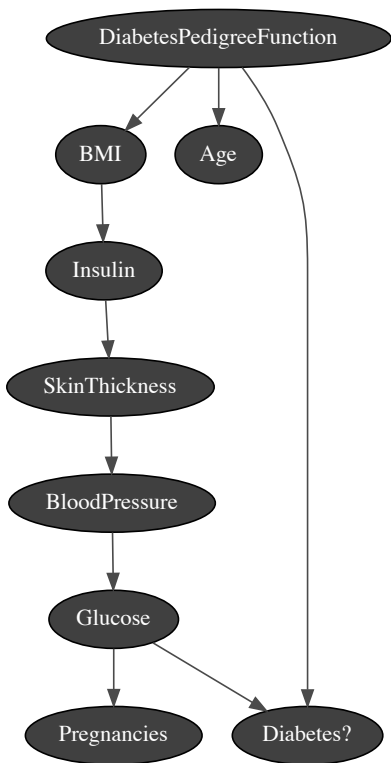 DiabetesPedigreeFunction
BMI
Age
Insulin
SkinThickness
BloodPressure
Glucose
Pregnancies
Diabetes?